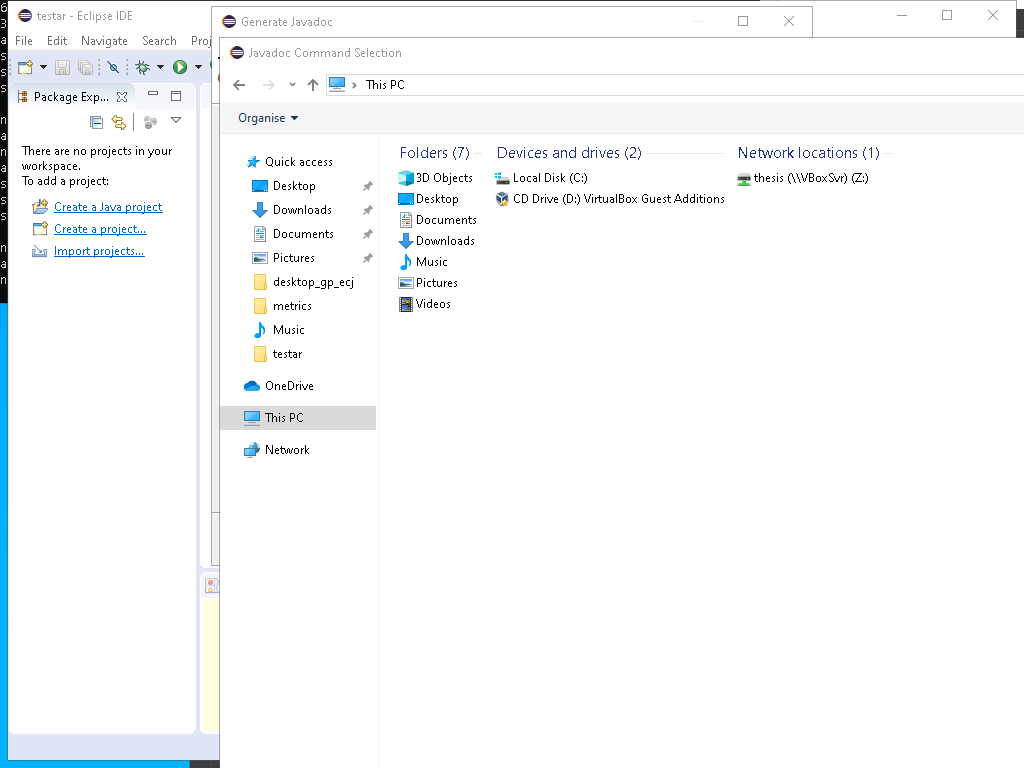 testar - Eclipse IDE
File Edit Navigate Search Proj
Package Exp...
There are no projects in your
workspace.
To add a project:
Create a Java project
Create a project...
Import projects...
Generate Javadoc
Javadoc Command Selection
This PC
Organise
Quick access
Desktop
Downloads
Documents
Pictures
desktop_gp_ecj
metrics
Music
testar
OneDrive
This PC
Network
Folders (7)
3D Objects
Desktop
Documents
Downloads
Music
Pictures
Videos
Devices and drives (2)
Local Disk (C:)
CD Drive (D:) VirtualBox Guest Additions
Network locations (1)
thesis (\\VBoxSvr) (Z:)